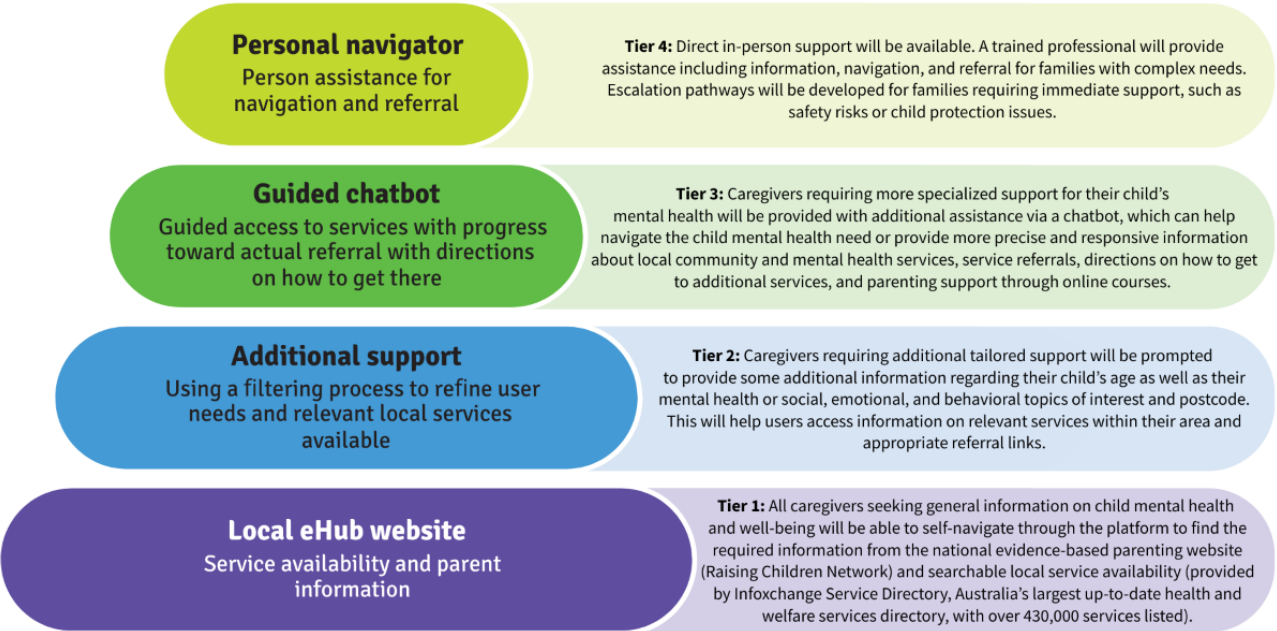 Personal navigator
Person assistance for
navigation and referral
Tier 4: Direct in-person support will be available. A trained professional will provide
assistance including information, navigation, and referral for families with complex needs.
Escalation pathways will be developed for families requiring immediate support, such as
safety risks or child protection issues.
Guided chatbot
Guided access to services with progress
toward actual referral with directions
on how to get there
Tier 3: Caregivers requiring more specialized support for their child’s
mental health will be provided with additional assistance via a chatbot, which can help
navigate the child mental health need or provide more precise and responsive information
about local community and mental health services, service referrals, directions on how to get
to additional services, and parenting support through online courses.
Additional support
Using a filtering process to refine user
needs and relevant local services
available
Tier 2: Caregivers requiring additional tailored support will be prompted
to provide some additional information regarding their child’s age as well as their
mental health or social, emotional, and behavioral topics of interest and postcode.
This will help users access information on relevant services within their area and
appropriate referral links.
Local eHub website
Service availability and parent
information
Tier 1: All caregivers seeking general information on child mental health
and well-being will be able to self-navigate through the platform to find the
required information from the national evidence-based parenting website
(Raising Children Network) and searchable local service availability (provided
by Infoxchange Service Directory, Australia’s largest up-to-date health and
welfare services directory, with over 430,000 services listed).